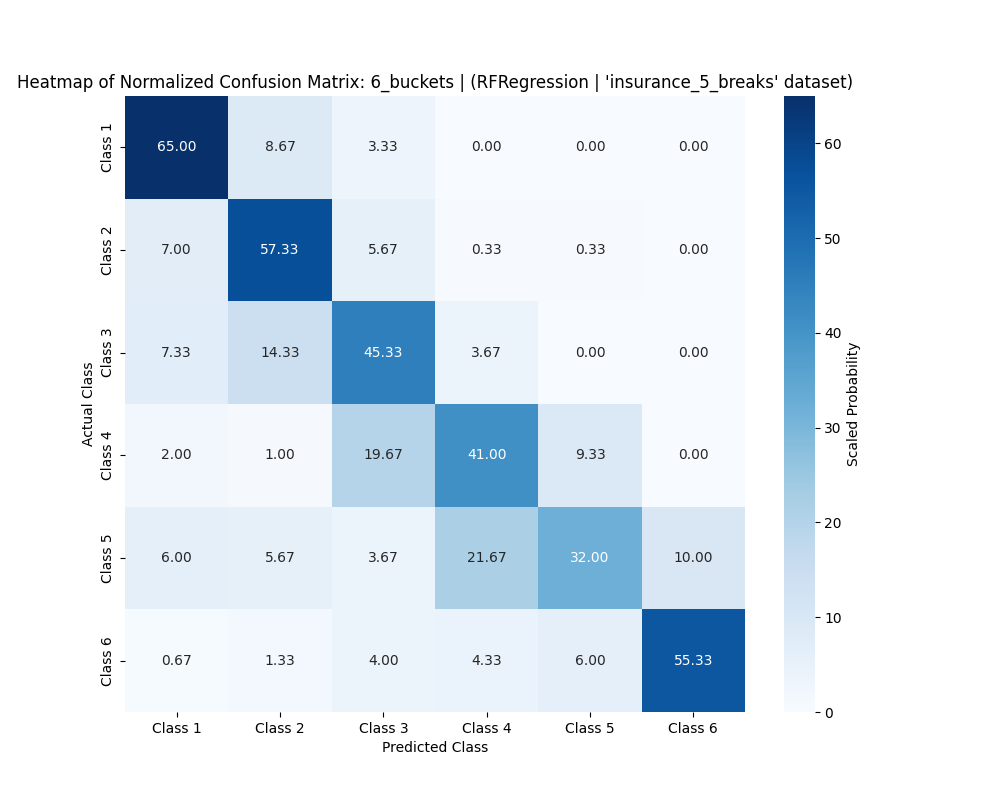 Heatmap of Normalized Confusion Matrix: 6_buckets | (RFRegression | 'insurance_5_breaks' dataset)
Class 1 65.00 8.67 3.33 0.00 0.00 0.00
Class 2 7.00 57.33 5.67 0.33 0.33 0.00
Class 3 7.33 14.33 45.33 3.67 0.00 0.00
Class 4 2.00 1.00 19.67 41.00 9.33 0.00
Class 5 6.00 5.67 3.67 21.67 32.00 10.00
Class 6 0.67 1.33 4.00 4.33 6.00 55.33
Class 1 Class 2 Class 3 Class 4 Class 5 Class 6
Predicted Class
Actual Class
60
50
40
30
20
10
0
Scaled Probability